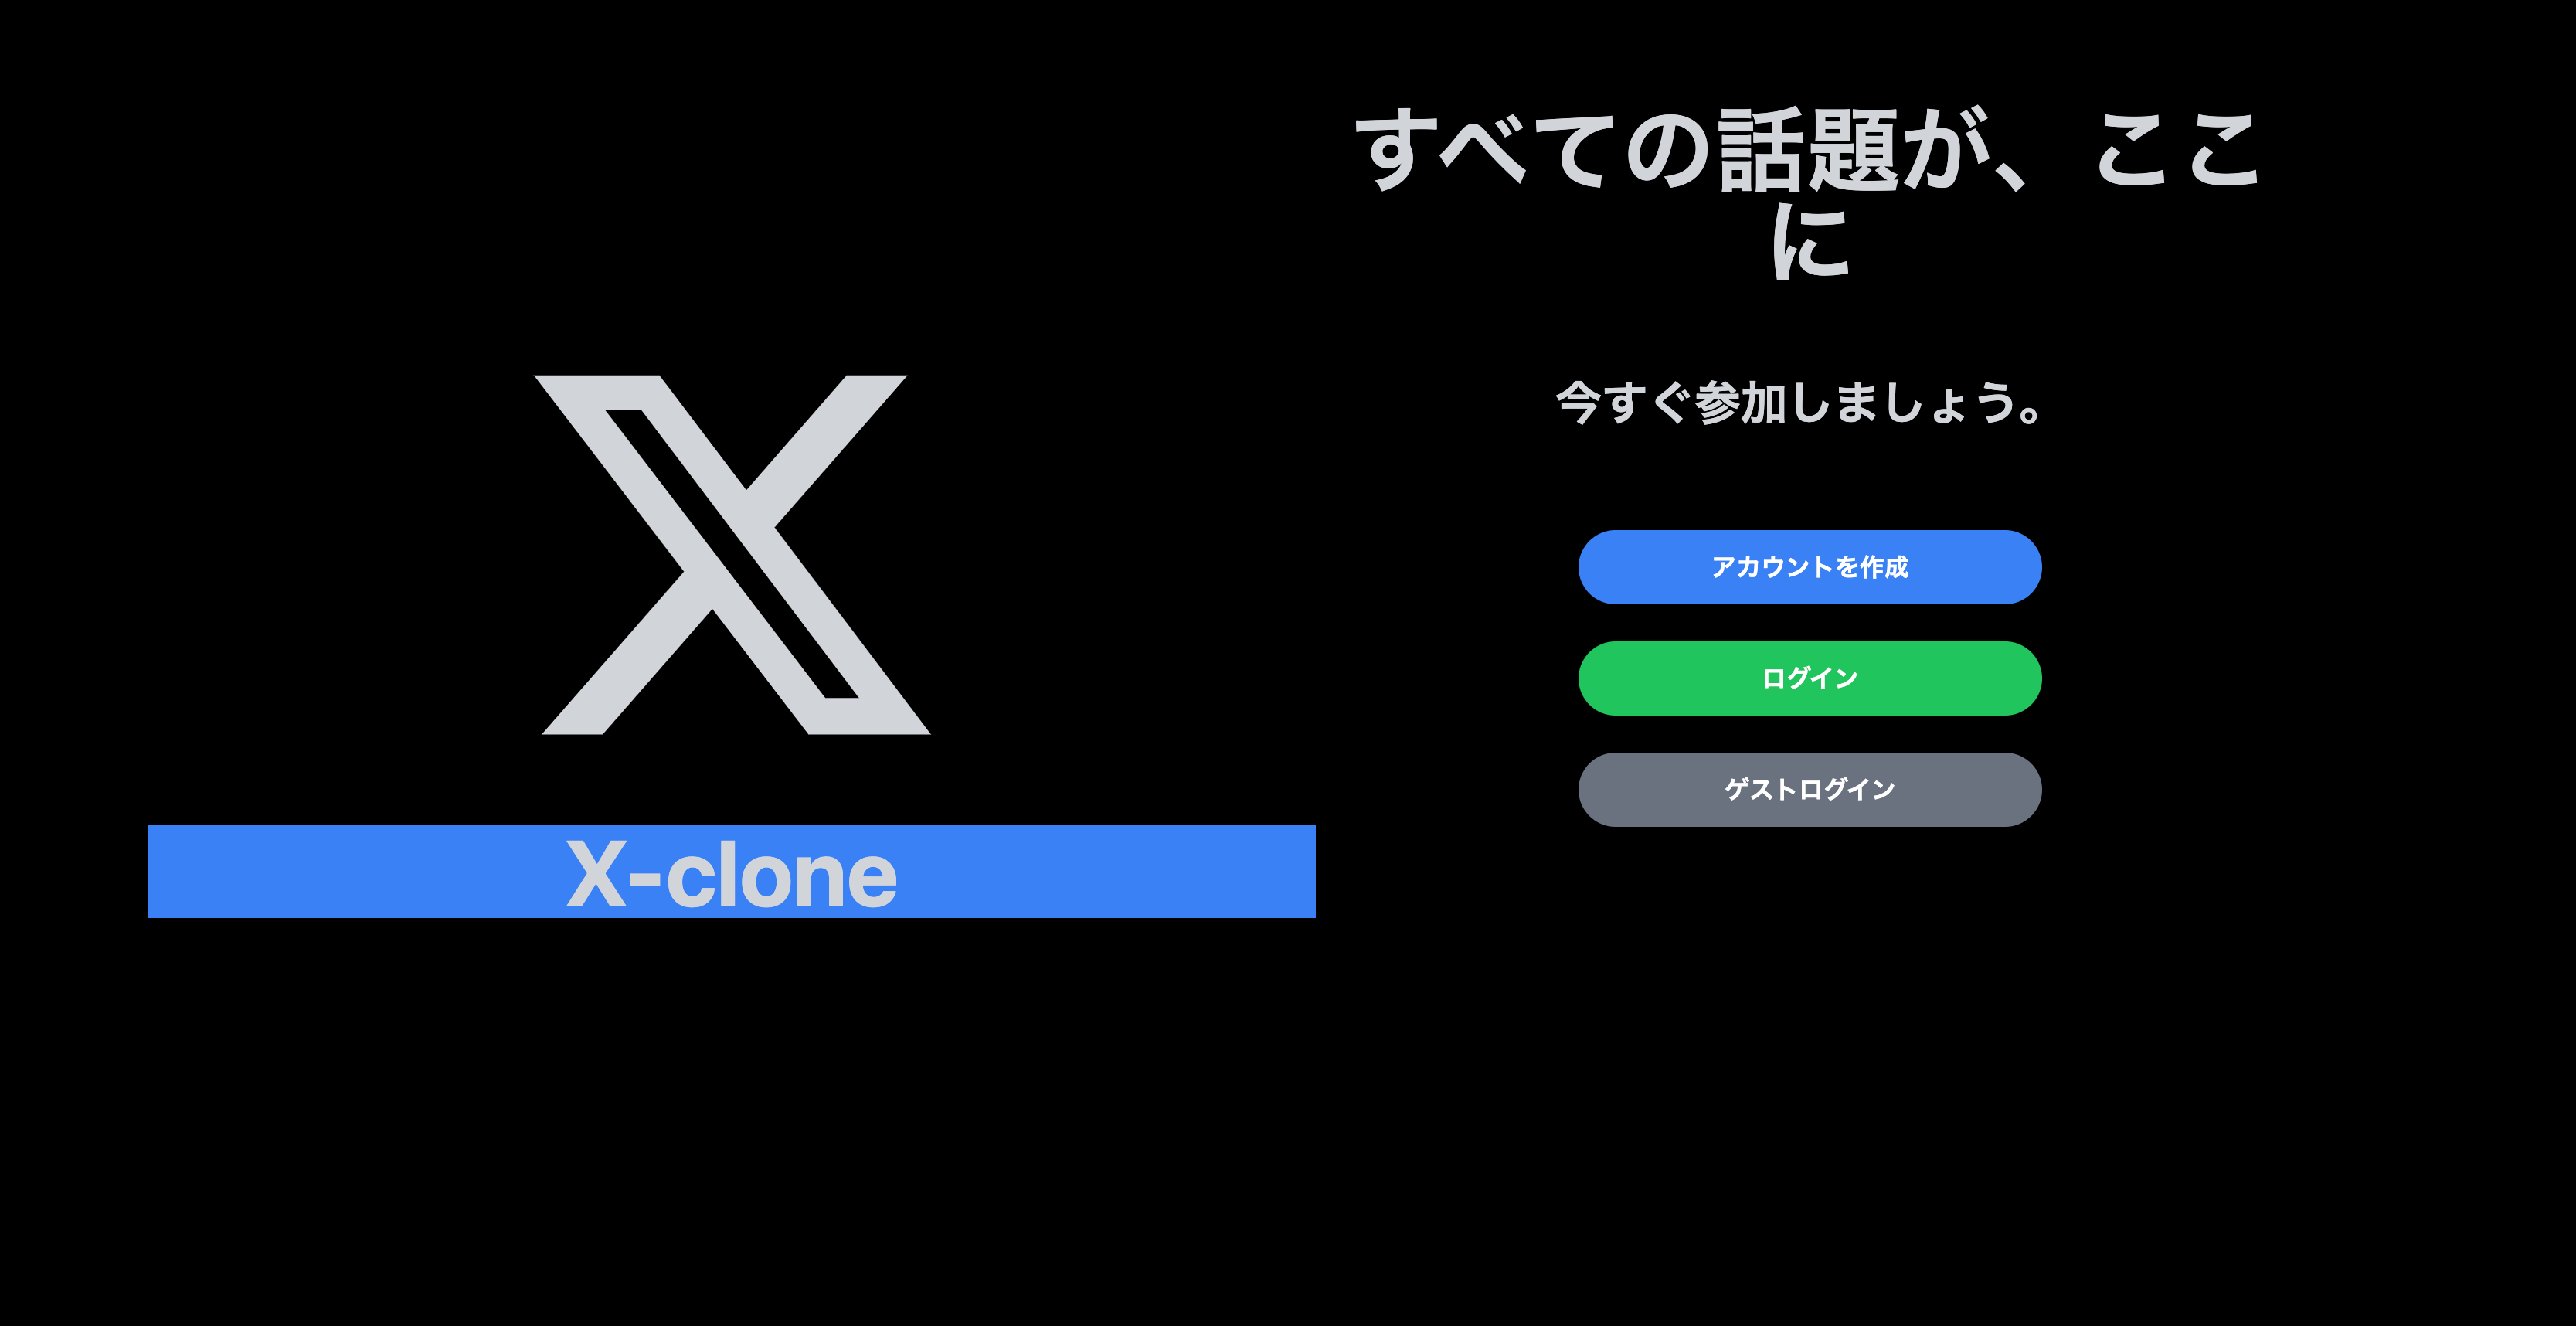 すべての話題が、ここ
に
今すぐ参加しましょう。
アカウントを作成
ログイン
ゲストログイン
X
X-clone